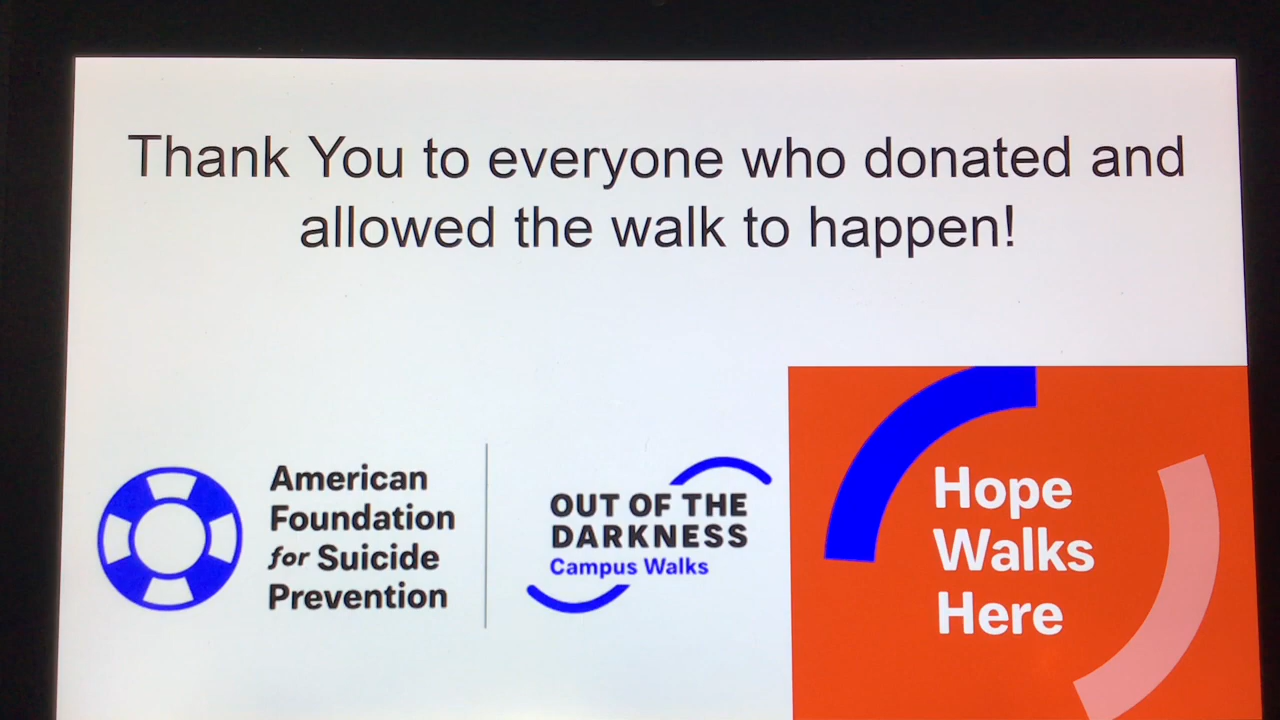 Thank You to everyone who donated and
allowed the walk to happen!
American
Foundation
for Suicide
Prevention
OUT OF THE
DARKNESS
Campus Walks
Hope
Walks
Here